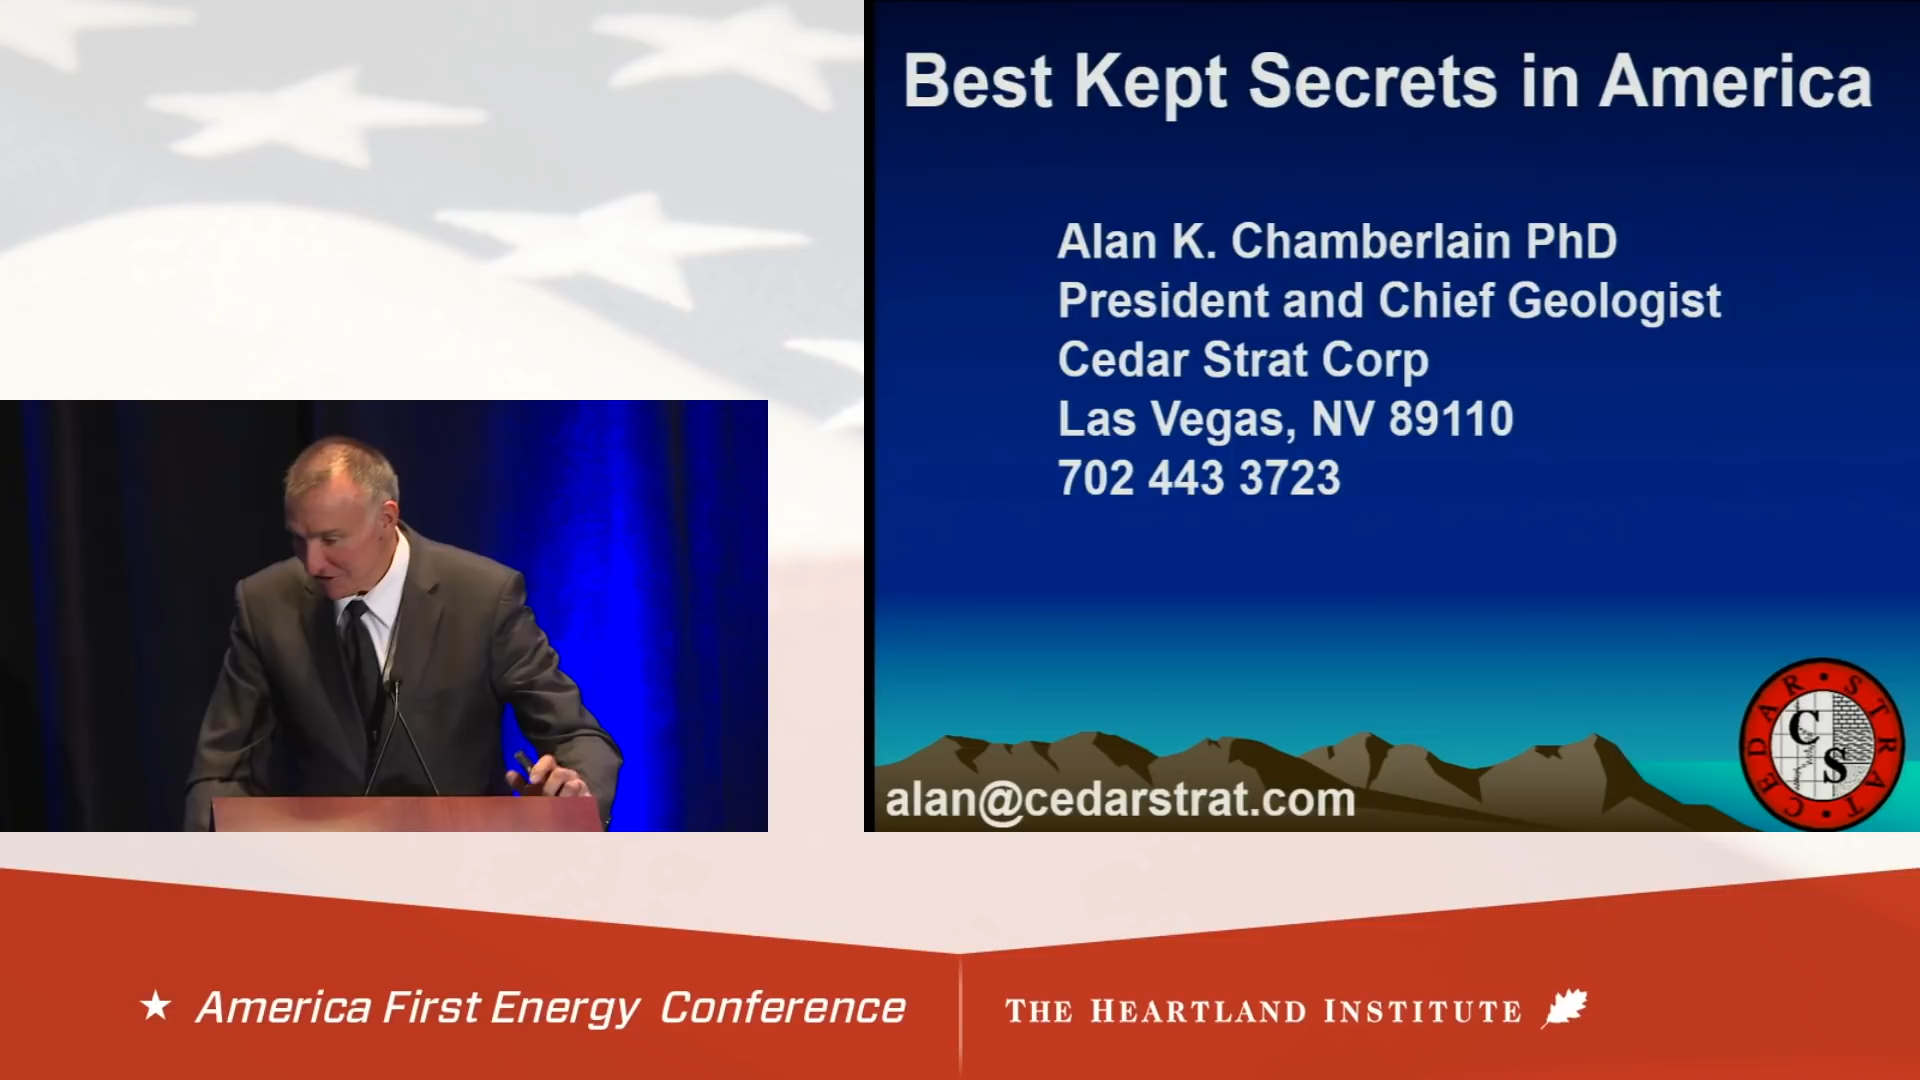 Best Kept Secrets in America
Alan K. Chamberlain PhD
President and Chief Geologist
Cedar Strat Corp
Las Vegas, NV 89110
702 443 3723
alan@cedarstrat.com
CEDAR • STRAT •
CS
America First Energy Conference
THE HEARTLAND INSTITUTE